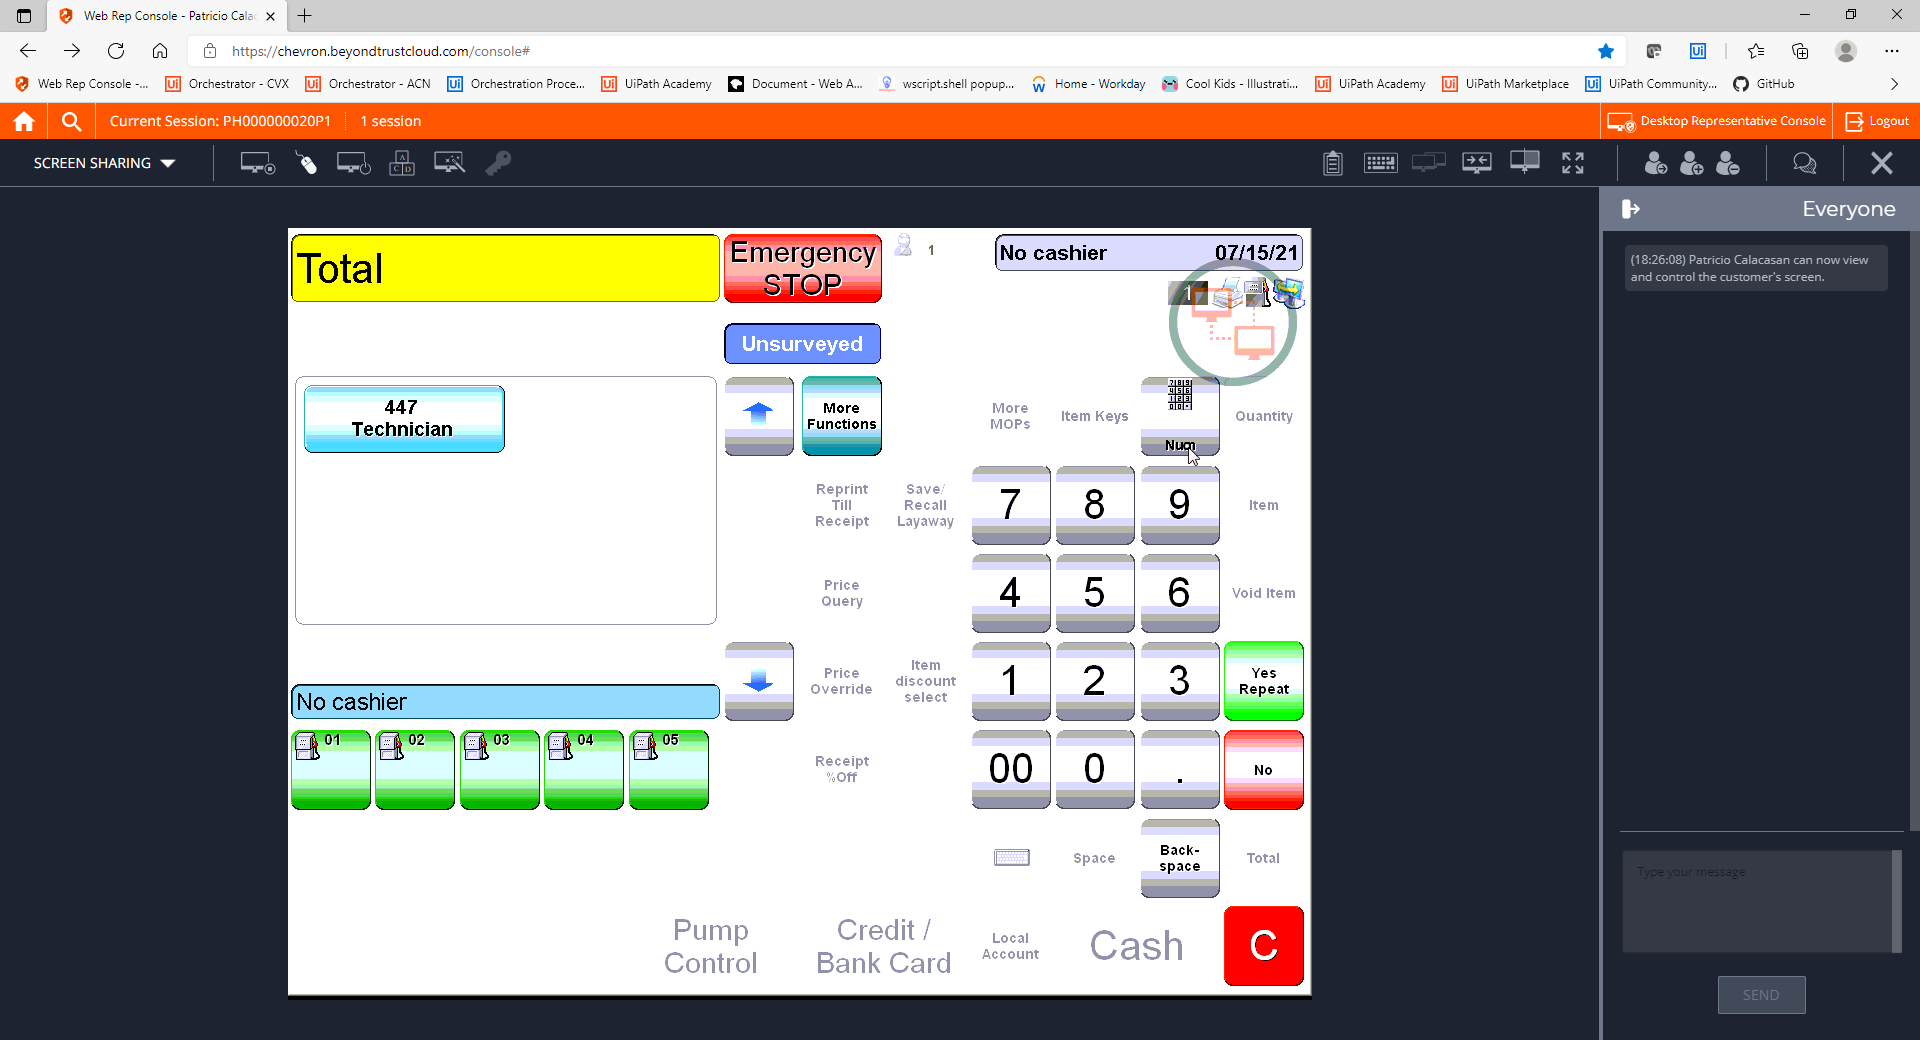 Web Rep Console - Patricio Cala
https://chevron.beyondtrustcloud.com/console#
Web Rep Console -...
Orchestrator - CVX
Orchestrator - ACN
Orchestration Proce...
UiPath Academy
Document - Web A...
wscript.shell popup...
Home - Workday
Cool Kids - Illustrati...
UiPath Academy
UiPath Marketplace
UiPath Community...
GitHub
Current Session: PH000000020P1
1 session
Desktop Representative Console
Logout
SCREEN SHARING
Everyone
(18:26:08) Patricio Calacasan can now view
and control the customer's screen.
Total
Emergency
STOP
1
No cashier
07/15/21
1
Unsurveyed
447
Technician
More
Functions
More
MOPs
Item Keys
Num
Quantity
Reprint
Till
Receipt
Save/
Recall
Layaway
7
8
9
Item
Price
Query
4
5
6
Void Item
Price
Override
Item
discount
select
1
2
3
Yes
Repeat
No cashier
01
02
03
04
05
Receipt
%Off
00
0
.
No
Space
Back-
space
Total
Pump
Control
Credit /
Bank Card
Local
Account
Cash
C
Type your message
SEND